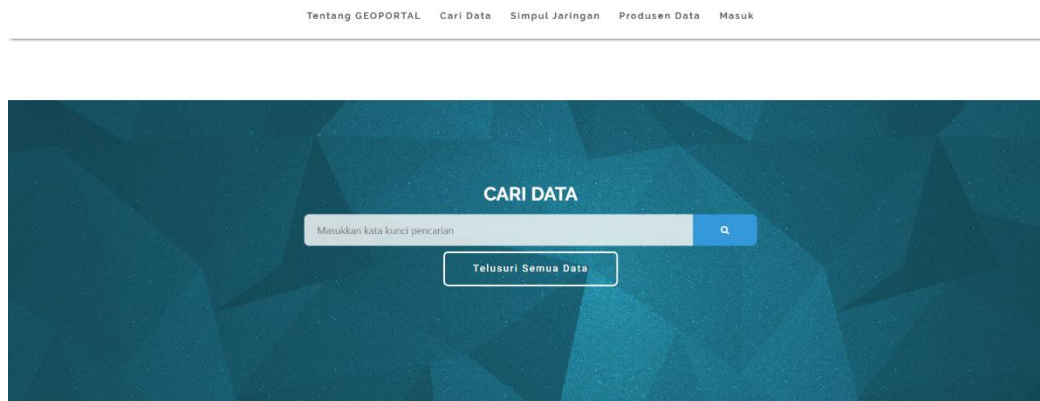 Tentang GEOPORTAL Cari Data Simpul Jaringan Produsen Data Masuk
CARI DATA
Masukkan kata kunci pencarian
Telusuri Semua Data